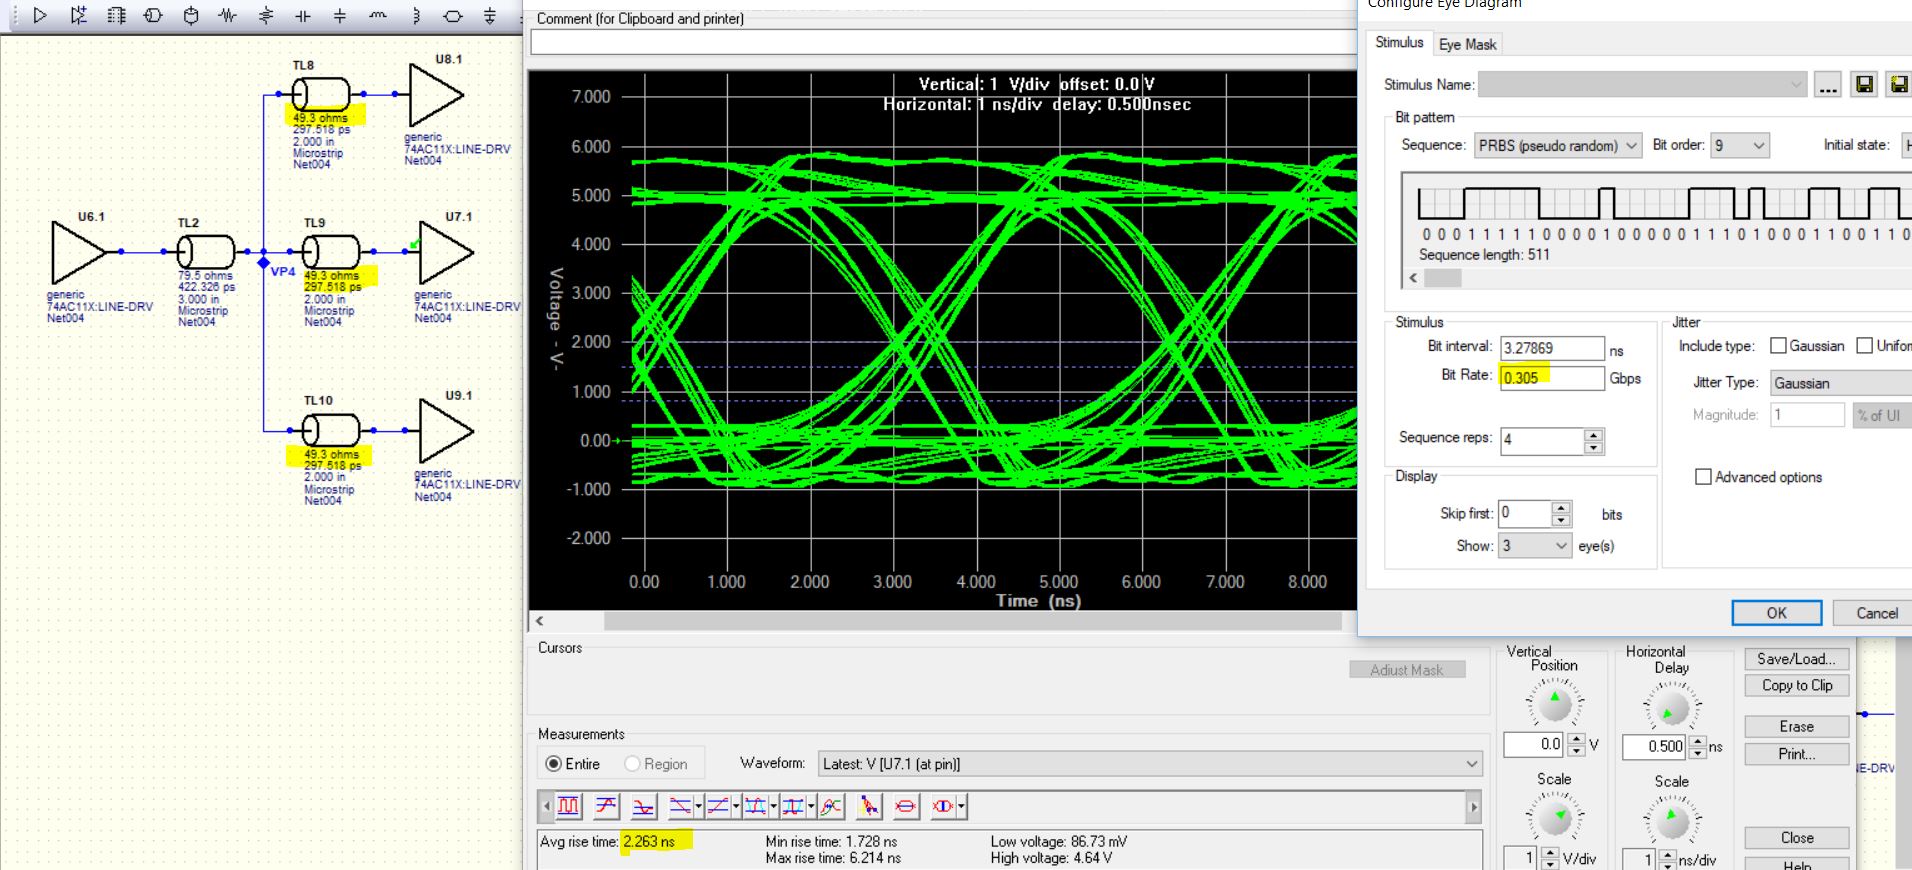 TL8
U8.1
49.3 ohms
297.518 ps
2.000 in
Microstrip
Net004
generic
74AC11X:LINE-DRV
Net004
U6.1
TL2
TL9
U7.1
VP4
generic
74AC11X:LINE-DRV
Net004
79.5 ohms
422.326 ps
3.000 in
Microstrip
Net004
49.3 ohms
297.518 ps
2.000 in
Microstrip
Net004
generic
74AC11X:LINE-DRV
Net004
TL10
U9.1
49.3 ohms
297.518 ps
2.000 in
Microstrip
Net004
generic
74AC11X:LINE-DRV
Net004
Comment (for Clipboard and printer)
Vertical: 1 V/div offset: 0.0 V
Horizontal: 1 ns/div delay: 0.500nsec
7.000
6.000
5.000
4.000
3.000
2.000
1.000
0.00
-1.000
-2.000
Voltage - V-
0.00 1.000 2.000 3.000 4.000 5.000 6.000 7.000 8.000
Time (ns)
Configure Eye Diagram
Stimulus
Eye Mask
Stimulus Name:
...
Bit pattern
Sequence: PRBS (pseudo random) Bit order: 9 Initial state: H
0 0 0 1 1 1 1 1 0 0 0 0 1 0 0 0 0 0 1 1 1 0 1 0 0 0 1 1 0 0 1 1 0
Sequence length: 511
Stimulus
Bit interval: 3.27869 ns
Bit Rate: 0.305 Gbps
Sequence reps: 4
Jitter
Include type: Gaussian Unifor
Jitter Type: Gaussian
Magnitude: 1 % of UI
Advanced options
Display
Skip first: 0 bits
Show: 3 eye(s)
OK
Cancel
Cursors
Adjust Mask
Measurements
Entire
Region
Waveform: Latest: V [U7.1 (at pin)]
Avg rise time: 2.263 ns Min rise time: 1.728 ns Low voltage: 86.73 mV
Max rise time: 6.214 ns High voltage: 4.64 V
Vertical
Position
0.0 V
Scale
1 V/div
Horizontal
Delay
0.500 ns
Scale
1 ns/div
Save/Load...
Copy to Clip
Erase
Print...
Close
Help
E-DRV